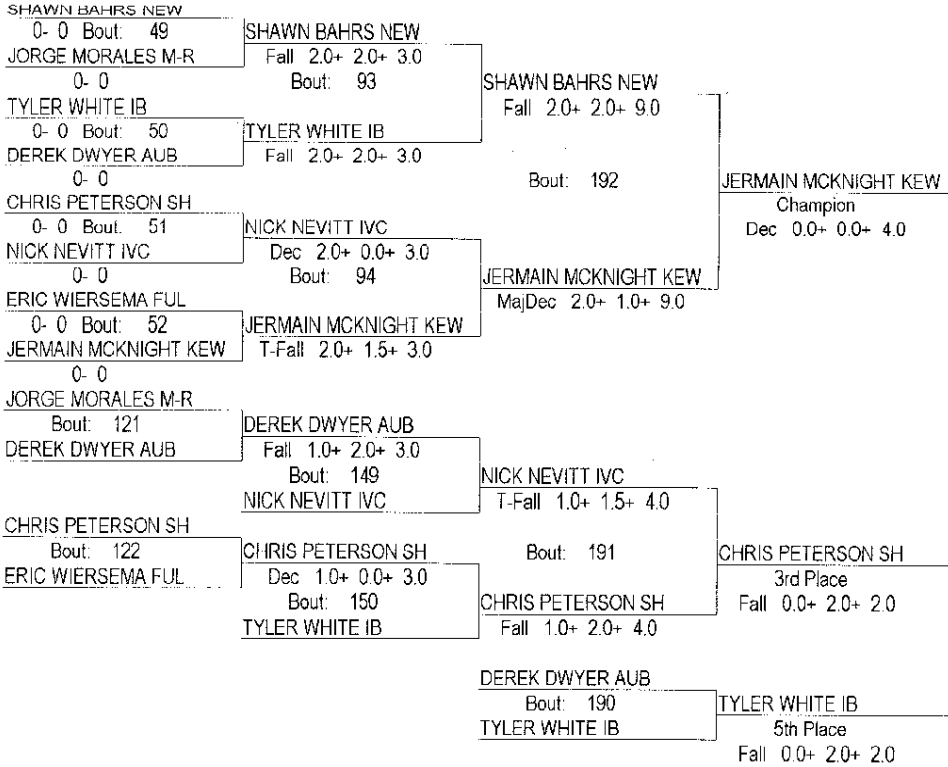 SHAWN BAHRS NEW
0- 0 Bout: 49
JORGE MORALES M-R
0- 0
TYLER WHITE IB
0- 0 Bout: 50
DEREK DWYER AUB
0- 0
CHRIS PETERSON SH
0- 0 Bout. 51
NICK NEVITT IVC
0- 0
ERIC WIERSEMA FUL
0- 0 Bout: 52
JERMAIN MCKNIGHT KEW
0- 0
SHAWN BAHRS NEW
Fall 2.0+ 2.0+ 3.0
Bout: 93
TYLER WHITE IB
Fall 2.0+ 2.0+ 3.0
NICK NEVITT IVC
Dec 2.0+ 0.0+ 3.0
Bout: 94
JERMAIN MCKNIGHT KEW
T-Fall 2.0+ 1.5+ 3.0
SHAWN BAHRS NEW
Fall 2.0+ 2.0+ 9.0
Bout: 192
JERMAIN MCKNIGHT KEW
MajDec 2.0+ 1.0+ 9.0
JERMAIN MCKNIGHT KEW
Champion
Dec 0.0+ 0.0+ 4.0
JORGE MORALES M-R
Bout: 121
DEREK DWYER AUB
CHRIS PETERSON SH
Bout: 122
ERIC WIERSEMA FUL
DEREK DWYER AUB
Fall 1.0+ 2.0+ 3.0
Bout: 149
NICK NEVITT IVC
CHRIS PETERSON SH
Dec 1.0+ 0.0+ 3.0
Bout: 150
TYLER WHITE IB
NICK NEVITT IVC
T-Fall 1.0+ 1.5+ 4.0
Bout: 191
CHRIS PETERSON SH
Fall 1.0+ 2.0+ 4.0
CHRIS PETERSON SH
3rd Place
Fall 0.0+ 2.0+ 2.0
DEREK DWYER AUB
Bout: 190
TYLER WHITE IB
TYLER WHITE IB
5th Place
Fall 0.0+ 2.0+ 2.0